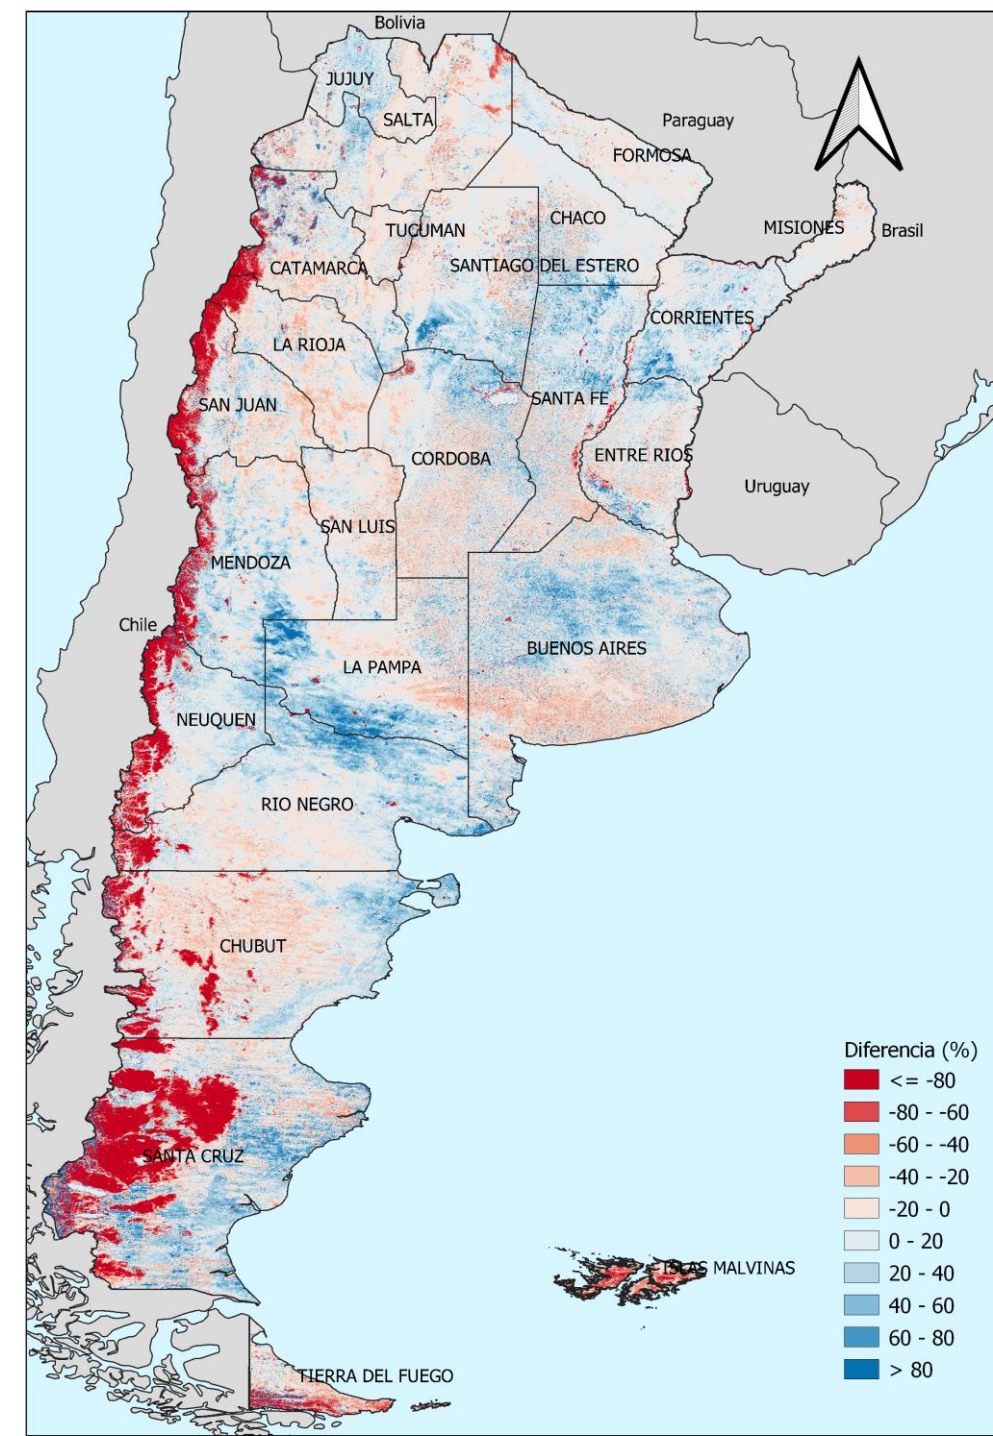 Bolivia
JUJUY
SALTA
Paraguay
FORMOSA
CHACO
MISIONES
Brasil
TUCUMAN
CATAMARCA
SANTIAGO DEL ESTERO
CORRIENTES
LA RIOJA
SAN JUAN
SANTA FE
CORDOBA
ENTRE RIOS
Uruguay
SAN LUIS
MENDOZA
Chile
BUENOS AIRES
LA PAMPA
NEUQUEN
RIO NEGRO
CHUBUT
SANTA CRUZ
ISLAS MALVINAS
TIERRA DEL FUEGO
Diferencia (%)
<= -80
-80 - -60
-60 - -40
-40 - -20
-20 - 0
0 - 20
20 - 40
40 - 60
60 - 80
> 80